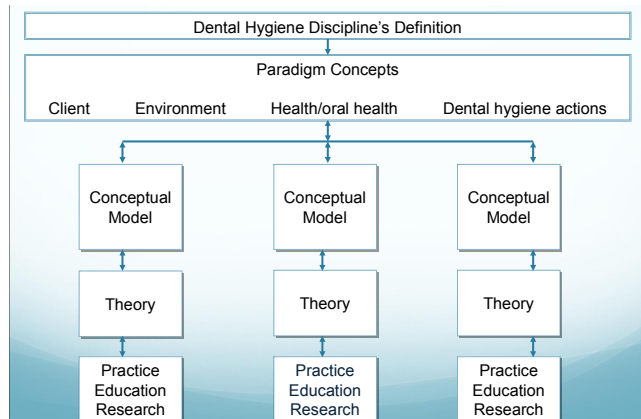 Dental Hygiene Discipline's Definition
Paradigm Concepts
Client Environment Health/oral health Dental hygiene actions
Conceptual
Model
Conceptual
Model
Conceptual
Model
Theory
Theory
Theory
Practice
Education
Research
Practice
Education
Research
Practice
Education
Research